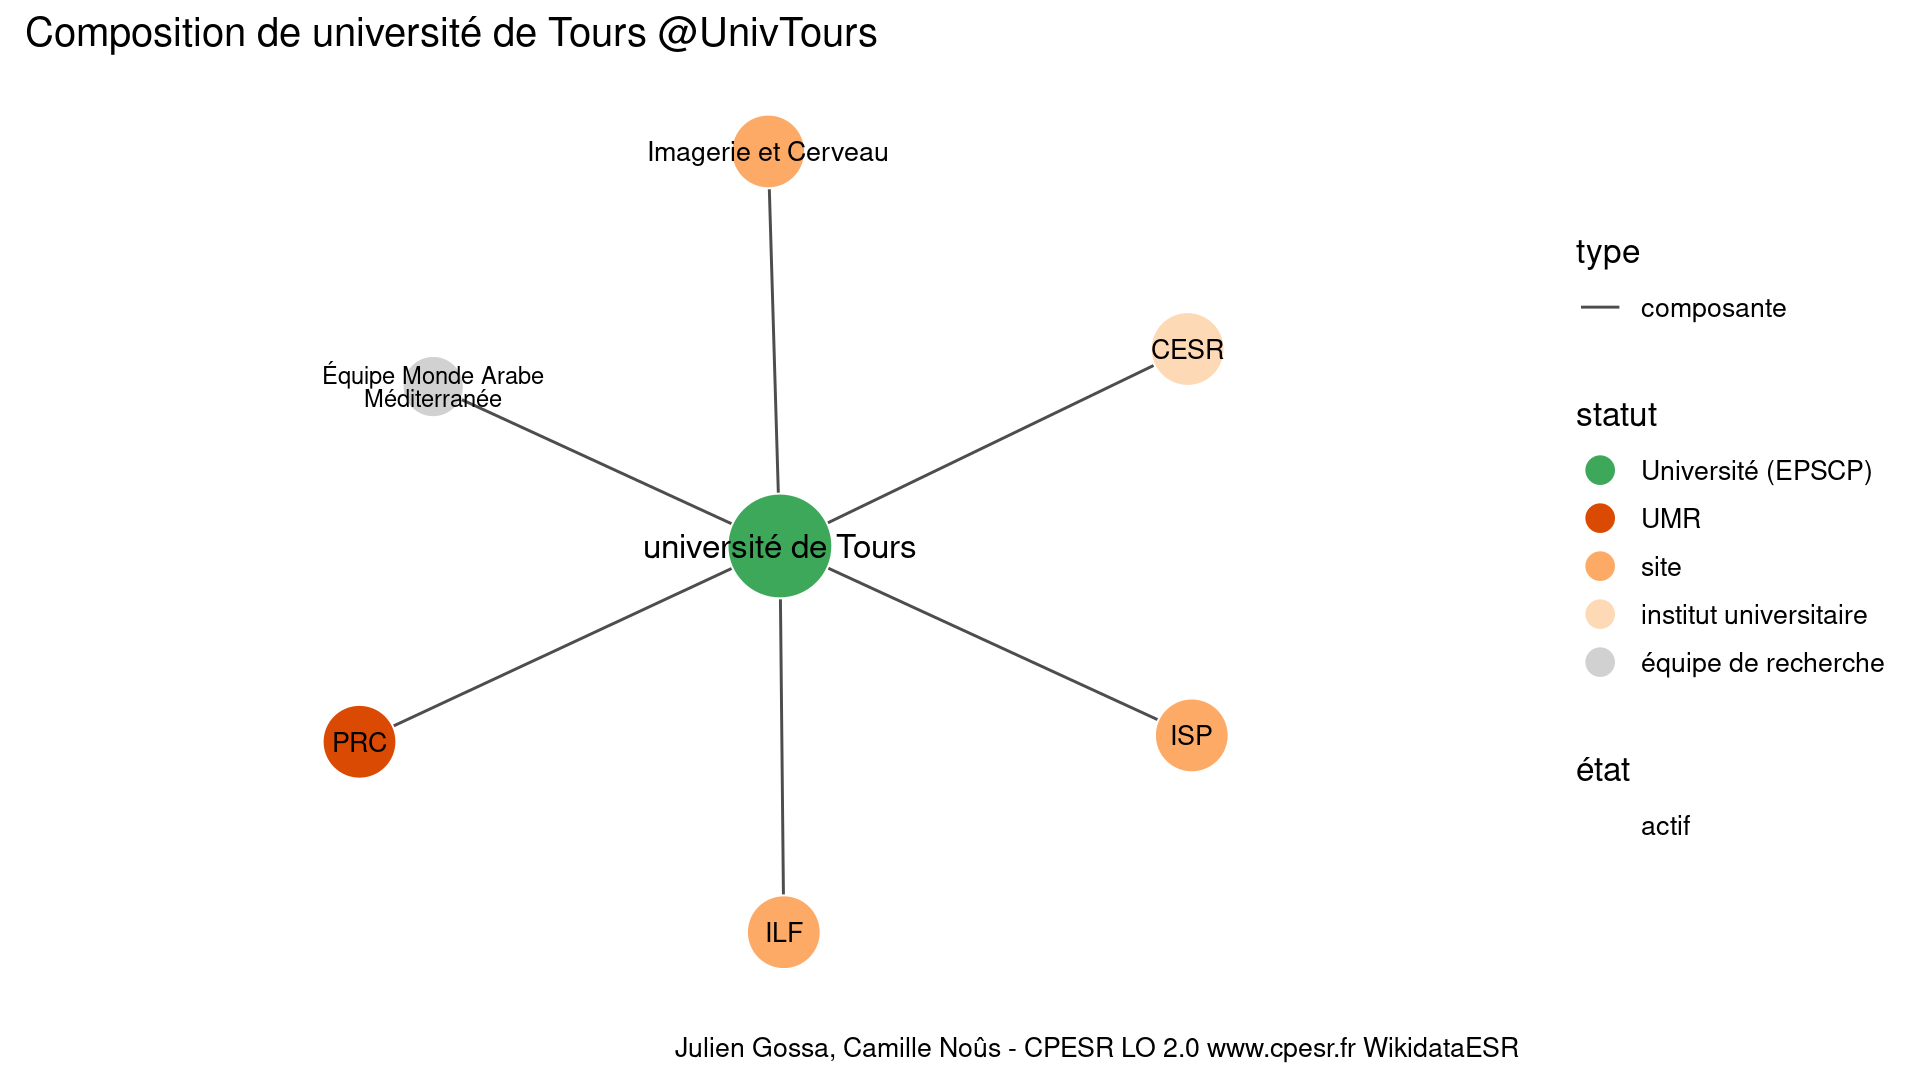 Composition de université de Tours @UnivTours
Imagerie et Cerveau
CESR
Équipe Monde Arabe
Méditerranée
université de Tours
PRC
ISP
ILF
type
composante
statut
Université (EPSCP)
UMR
site
institut universitaire
équipe de recherche
état
actif
Julien Gossa, Camille Noûs - CPESR LO 2.0 www.cpesr.fr WikidataESR